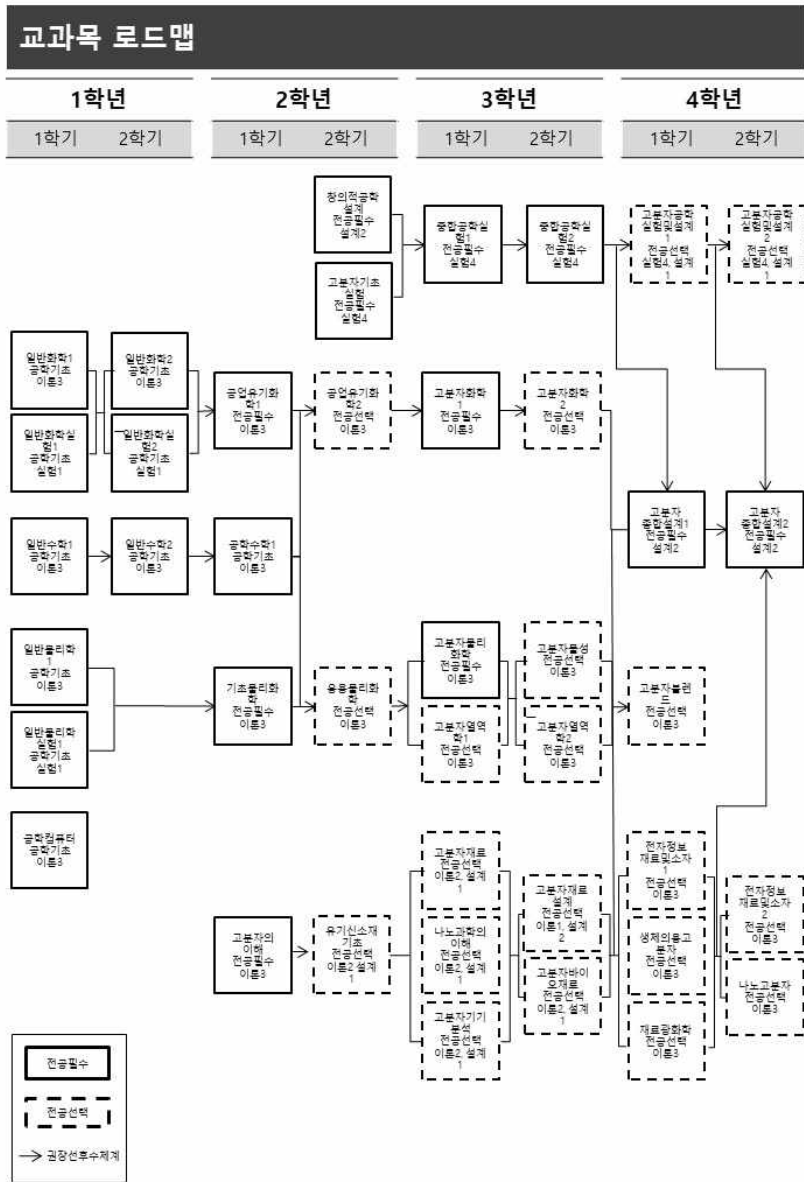 교과목 로드맵
1학년
2학년
3학년
4학년
1학기
2학기
1학기
2학기
1학기
2학기
1학기
2학기
창의적공학
설계
전공필수
설계2
고분자기초
실험
전공필수
실험4
중합공학실
험1
전공필수
실험4
중합공학실
험2
전공필수
실험4
고분자공학
실험및설계
1
전공선택
실험4, 설계
1
고분자공학
실험및설계
2
전공선택
실험4, 설계
1
일반화학1
공학기초
이론3
일반화학2
공학기초
이론3
일반화학실
험1
공학기초
실험1
일반화학실
험2
공학기초
실험1
공업유기화
학1
전공필수
이론3
공업유기화
학2
전공선택
이론3
고분자화학
1
전공필수
이론3
고분자화학
2
전공선택
이론3
일반수학1
공학기초
이론3
일반수학2
공학기초
이론3
공학수학1
공학기초
이론3
고분자
종합설계1
전공필수
설계2
고분자
종합설계2
전공필수
설계2
일반물리학
1
공학기초
이론3
일반물리학
실험1
공학기초
실험1
기초물리화
학
전공필수
이론3
응용물리화
학
전공선택
이론3
고분자물리
화학
전공필수
이론3
고분자열역
학1
전공선택
이론3
고분자물성
전공선택
이론3
고분자열역
학2
전공선택
이론3
고분자블렌
드
전공선택
이론3
공학컴퓨터
공학기초
이론3
고분자의
이해
전공필수
이론3
유기신소재
기초
전공선택
이론2 설계
1
고분자재료
전공선택
이론2, 설계
1
나노과학의
이해
전공선택
이론2, 설계
1
고분자기기
분석
전공선택
이론2, 설계
1
고분자재료
설계
전공선택
이론1, 설계
2
고분자바이
오재료
전공선택
이론2, 설계
1
전자정보
재료및소자
1
전공선택
이론3
생체의용고
분자
전공선택
이론3
재료광화학
전공선택
이론3
전자정보
재료및소자
2
전공선택
이론3
나노고분자
전공선택
이론3
전공필수
전공선택
권장선후수체계